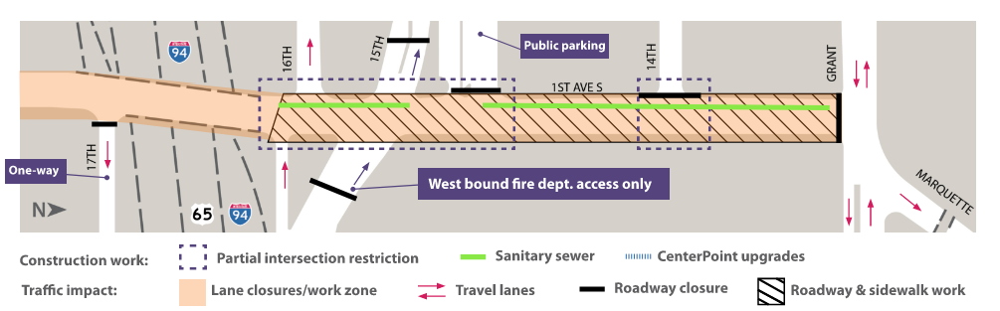 94
16TH
15TH
Public parking
14TH
GRANT
1ST AVE S
17TH
One-way
West bound fire dept. access only
MARQUETTE
N
65
94
Construction work:
Partial intersection restriction
Sanitary sewer
CenterPoint upgrades
Traffic impact:
Lane closures/work zone
Travel lanes
Roadway closure
Roadway & sidewalk work